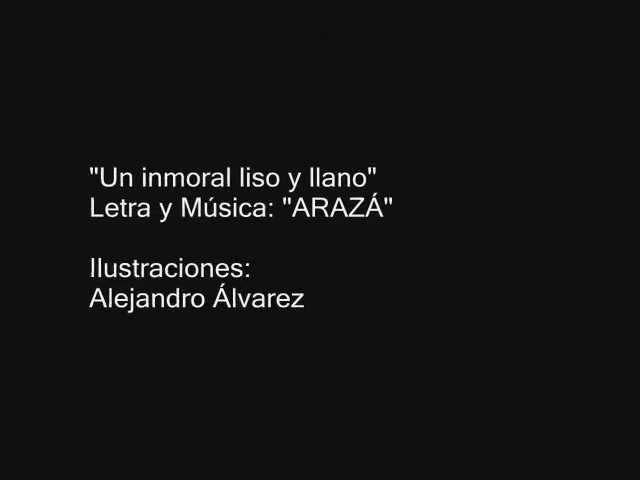 "Un inmoral liso y llano"
Letra y Música: "ARAZÁ"
Ilustraciones:
Alejandro Álvarez